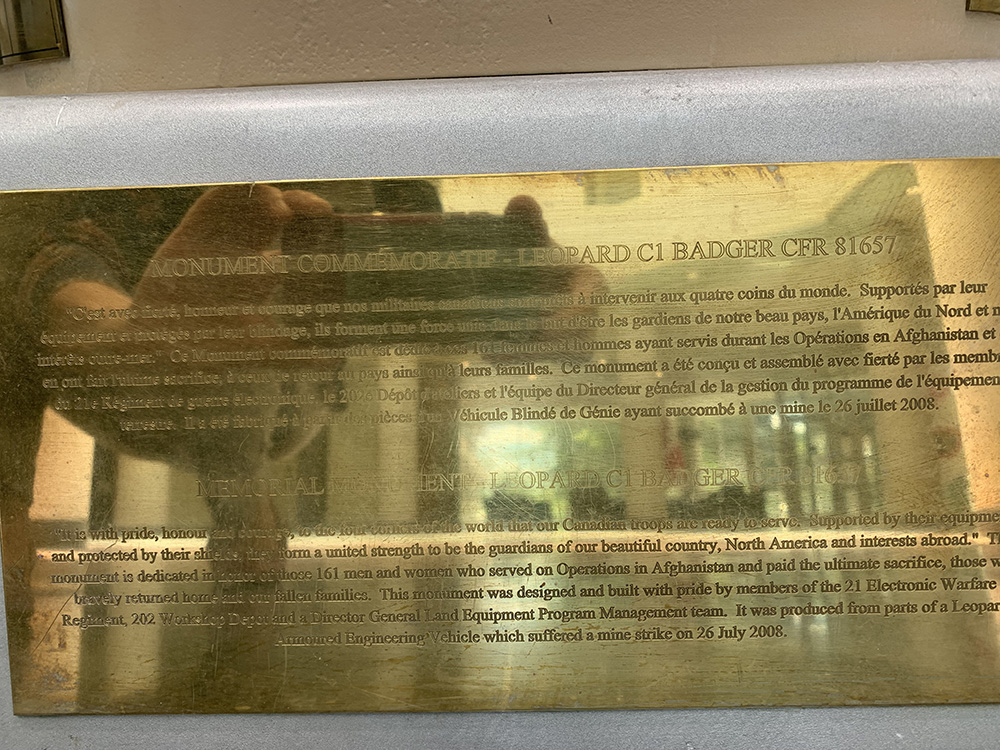 MONUMENT COMMÉMORATIF - LEOPARD C1 BADGER CFR 81657
"C'est avec fierté, honneur et courage que nos militaires canadiens sont prêts à intervenir aux quatre coins du monde. Supportés par leur
équipement et protégés par leur blindage, ils forment une force unie dans le but d'être les gardiens de notre beau pays, l'Amérique du Nord et
intérêts outre-mer. Ce Monument commémoratif est dédié à ces 161 femmes et hommes ayant servis durant les Opérations en Afghanistan et
en ont fait l'ultime sacrifice, à ceux de retour au pays ainsi qu'à leurs familles. Ce monument a été conçu et assemblé avec fierté par les memb
du 21e Régiment de guerre électronique, le 202e Dépôt d'ateliers et l'équipe du Directeur général de la gestion du programme de l'équipemen
terrestre. Il a été fabriqué à partir de pièces d'un Véhicule Blindé de Génie ayant succombé à une mine le 26 juillet 2008.
MEMORIAL MONUMENT - LEOPARD C1 BADGER CFR 81657
"It is with pride, honour and courage, to the four corners of the world that our Canadian troops are ready to serve. Supported by their equipme
and protected by their shields, they form a united strength to be the guardians of our beautiful country, North America and interests abroad." T
monument is dedicated in honor of those 161 men and women who served on Operations in Afghanistan and paid the ultimate sacrifice, those w
bravely returned home and our fallen families. This monument was designed and built with pride by members of the 21 Electronic Warfare
Regiment, 202 Workshop Depot and a Director General Land Equipment Program Management team. It was produced from parts of a Leopar
Armoured Engineering Vehicle which suffered a mine strike on 26 July 2008.